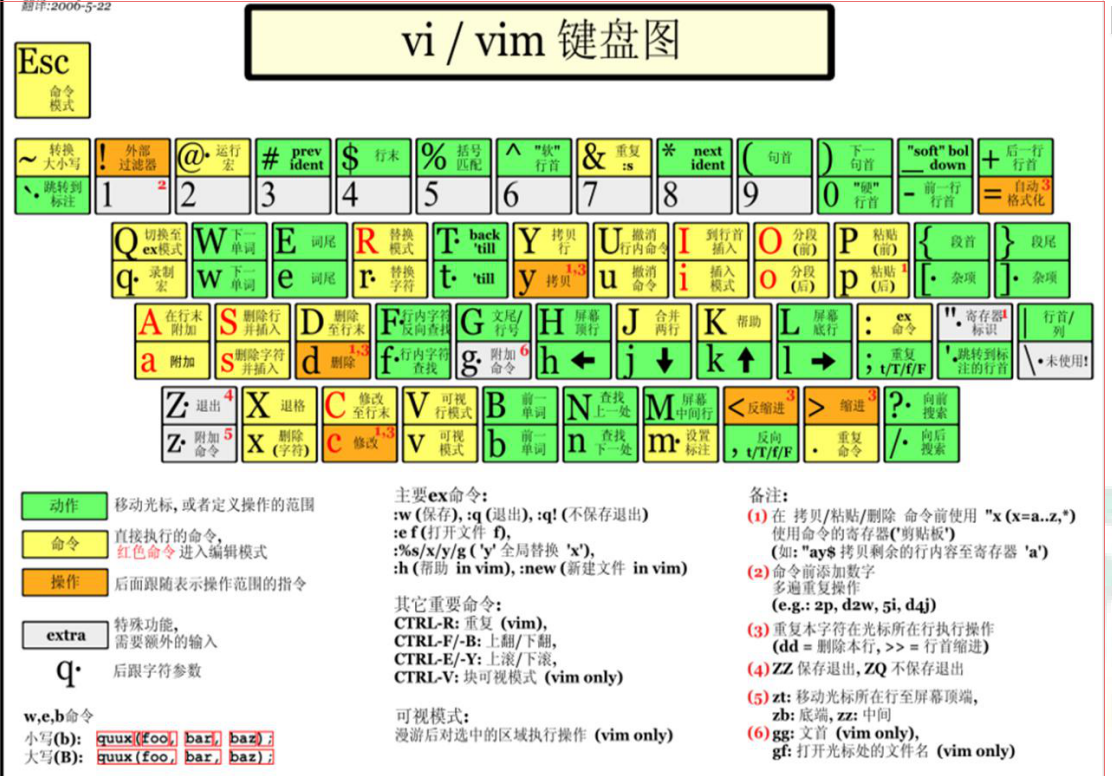 翻译:2006-5-22
vi / vim 键盘图
Esc
命令
模式
~ 转换
大小写
`· 跳转到
标注
! 外部
过滤器
1 2
@· 运行
宏
2
# prev
ident
3
$ 行末
4
% 括号
匹配
5
^ "软"
行首
6
& 重复
:s
7
* next
ident
8
( 句首
9
) 下一
句首
0 "硬"
行首
_ "soft" bol
down
- 前一行
行首
+ 后一行
行首
= 自动 3
格式化
Q 切换至
ex模式
q· 录制
宏
W 下一
单词
w 下一
单词
E 词尾
e 词尾
R 替换
模式
r· 替换
字符
T· back
'till
t· 'till
Y 拷贝
行
y 拷贝 1,3
U 撤消
行内命令
u 撤消
命令
I 到行首
插入
i 插入
模式
O 分段
(前)
o 分段
(后)
P 粘贴
(前)
p 粘贴 1
(后)
{ 段首
[· 杂项
} 段尾
]· 杂项
A 在行末
附加
a 附加
S 删除行
并插入
s 删除字符
并插入
D 删除
至行末
d 删除 1,3
F· 行内字符
反向查找
f· 行内字符
查找
G 文尾/
行号
g· 附加 6
命令
H 屏幕
顶行
h ←
J 合并
两行
j ↓
K 帮助
k ↑
L 屏幕
底行
l →
: ex
命令
; 重复
t/T/f/F
"· 寄存器 1
标识
'· 跳转到标
注的行首
| 行首/
列
\· 未使用!
Z· 退出 4
z· 附加 5
命令
X 退格
x 删除
(字符)
C 修改
至行末
c 修改 1,3
V 可视
行模式
v 可视
模式
B 前一
单词
b 前一
单词
N 查找
上一处
n 查找
下一处
M 屏幕
中间行
m· 设置
标注
< 反缩进 3
, 反向
t/T/f/F
> 缩进 3
. 重复
命令
?· 向前
搜索
/· 向后
搜索
动作 移动光标, 或者定义操作的范围
命令 直接执行的命令,
红色命令 进入编辑模式
操作 后面跟随表示操作范围的指令
extra 特殊功能,
需要额外的输入
q· 后跟字符参数
w,e,b命令
小写(b): quux(foo, bar, baz);
大写(B): quux(foo, bar, baz);
主要ex命令:
:w (保存), :q (退出), :q! (不保存退出)
:e f (打开文件 f),
:%s/x/y/g ( 'y' 全局替换 'x'),
:h (帮助 in vim), :new (新建文件 in vim)
其它重要命令:
CTRL-R: 重复 (vim),
CTRL-F/-B: 上翻/下翻,
CTRL-E/-Y: 上滚/下滚,
CTRL-V: 块可视模式 (vim only)
可视模式:
漫游后对选中的区域执行操作 (vim only)
备注:
(1) 在 拷贝/粘贴/删除 命令前使用 "x (x=a..z,*)
使用命令的寄存器('剪贴板')
(如: "ay$ 拷贝剩余的行内容至寄存器 'a')
(2) 命令前添加数字
多遍重复操作
(e.g.: 2p, d2w, 5i, d4j)
(3) 重复本字符在光标所在行执行操作
(dd = 删除本行, >> = 行首缩进)
(4) ZZ 保存退出, ZQ 不保存退出
(5) zt: 移动光标所在行至屏幕顶端,
zb: 底端, zz: 中间
(6) gg: 文首 (vim only),
gf: 打开光标处的文件名 (vim only)